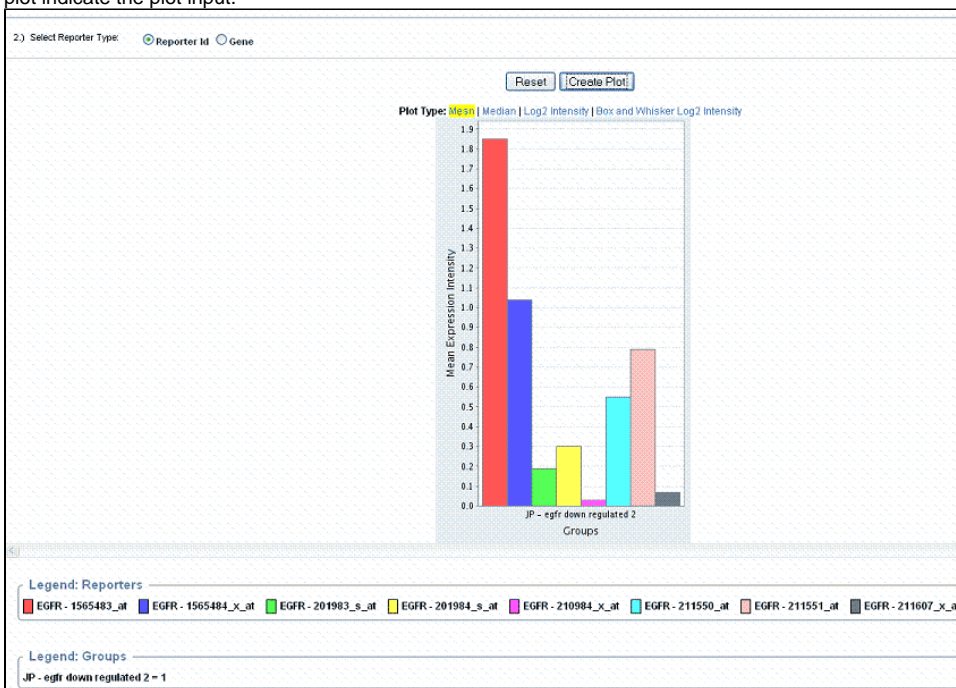 plot indicate the plot input.
2.) Select Reporter Type: Reporter Id Gene
Reset Create Plot
Plot Type: Mean | Median | Log2 Intensity | Box and Whisker Log2 Intensity
1.9
1.8
1.7
1.6
1.5
1.4
1.3
1.2
1.1
1.0
0.9
0.8
0.7
0.6
0.5
0.4
0.3
0.2
0.1
0.0
Mean Expression Intensity
JP - egfr down regulated 2
Groups
Legend: Reporters
EGFR - 1565483_at EGFR - 1565484_x_at EGFR - 201983_s_at EGFR - 201984_s_at EGFR - 210984_x_at EGFR - 211550_at EGFR - 211551_at EGFR - 211607_x_a
Legend: Groups
JP - egfr down regulated 2 = 1